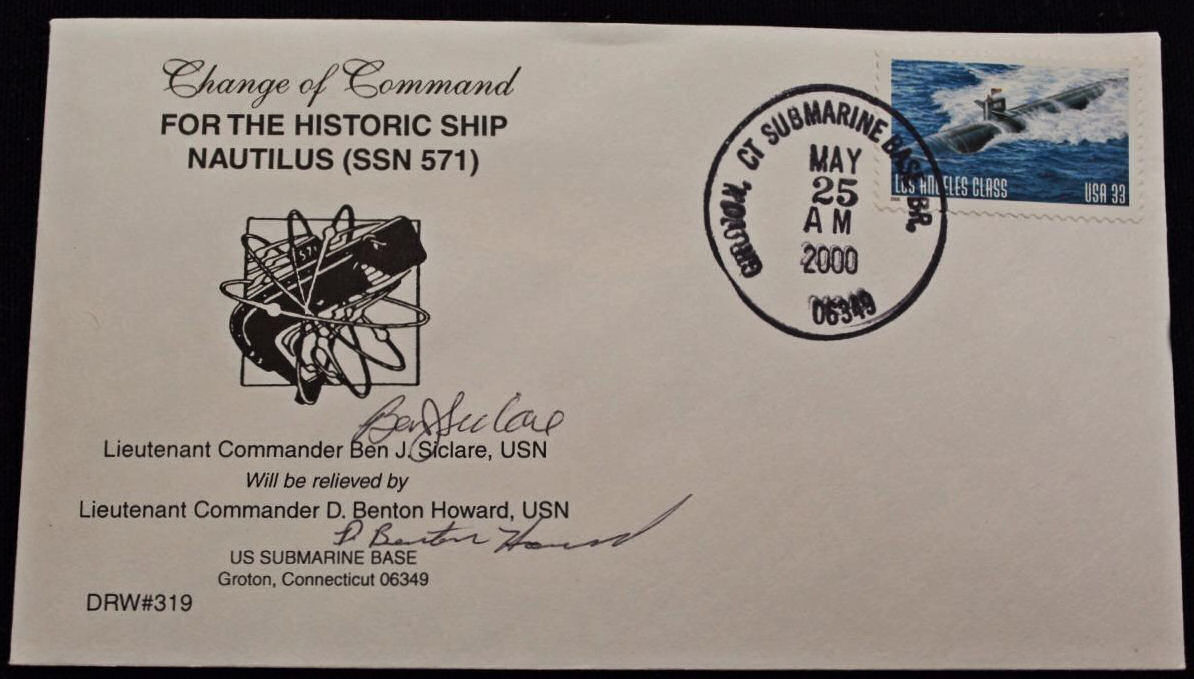 Change of Command
FOR THE HISTORIC SHIP
NAUTILUS (SSN 571)
571
Ben J Siclare
Lieutenant Commander Ben J. Siclare, USN
Will be relieved by
Lieutenant Commander D. Benton Howard, USN
D Benton Howard
US SUBMARINE BASE
Groton, Connecticut 06349
DRW#319
GROTON, CT SUBMARINE BASE BR.
MAY
25
AM
2000
06349
LOS ANGELES CLASS
USA 33